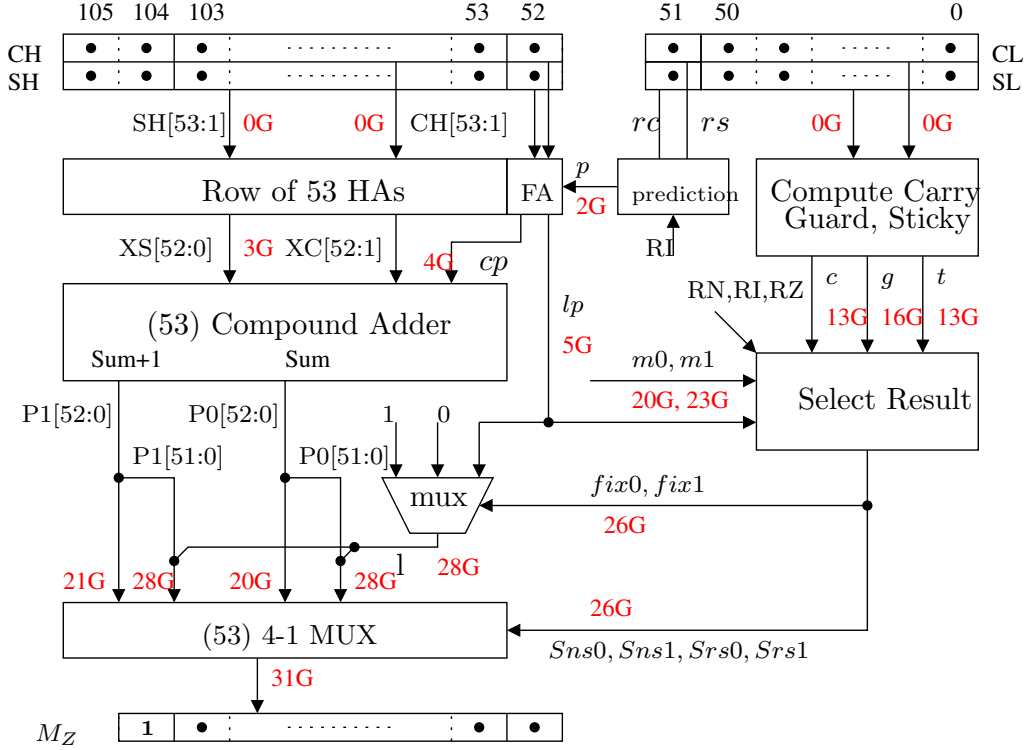 105 104 103 53 52 51 50 0
CH CL
SH SL
SH[53:1] 0G 0G CH[53:1] rc rs 0G 0G
Row of 53 HAs FA p prediction Compute Carry
2G Guard, Sticky
XS[52:0] 3G XC[52:1] 4G cp RI
RN,RI,RZ c g t
lp 13G 16G 13G
(53) Compound Adder
5G
Sum+1 Sum m0, m1
20G, 23G Select Result
P1[52:0] P0[52:0] 1 0
P1[51:0] P0[51:0]
mux fix0, fix1
26G
21G 28G 20G 28G l 28G
26G
(53) 4-1 MUX
Sns0, Sns1, Srs0, Srs1
31G
M_Z 1